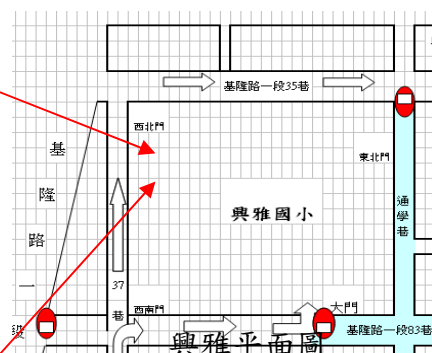 基隆路一段35巷
西北門
東北門
基隆路一段
興雅國小
通學巷
37巷
西南門
大門
興雅平面圖
基隆路一段83巷